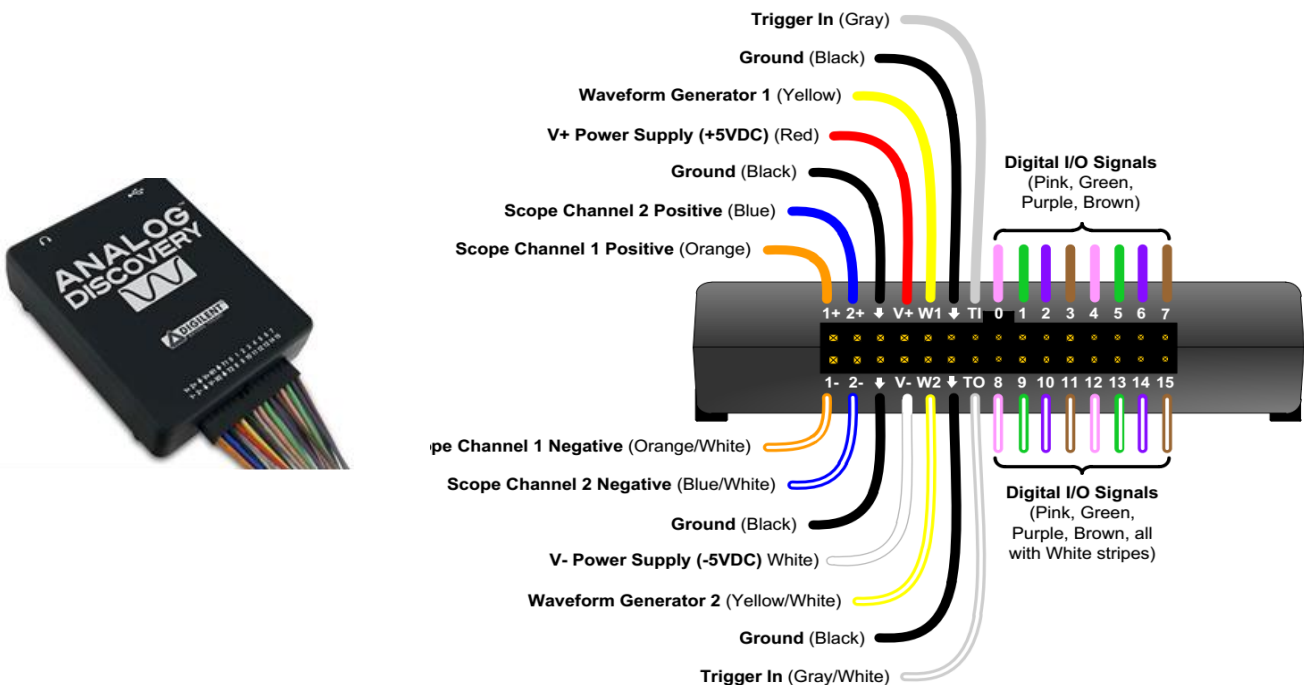 ANALOG
DISCOVERY
DIGILENT
Trigger In (Gray)
Ground (Black)
Waveform Generator 1 (Yellow)
V+ Power Supply (+5VDC) (Red)
Ground (Black)
Scope Channel 2 Positive (Blue)
Scope Channel 1 Positive (Orange)
Digital I/O Signals
(Pink, Green,
Purple, Brown)
1+ 2+ V+ W1 TI 0 1 2 3 4 5 6 7
1- 2- V- W2 TO 8 9 10 11 12 13 14 15
pe Channel 1 Negative (Orange/White)
Scope Channel 2 Negative (Blue/White)
Ground (Black)
V- Power Supply (-5VDC) White)
Waveform Generator 2 (Yellow/White)
Ground (Black)
Trigger In (Gray/White)
Digital I/O Signals
(Pink, Green,
Purple, Brown, all
with White stripes)